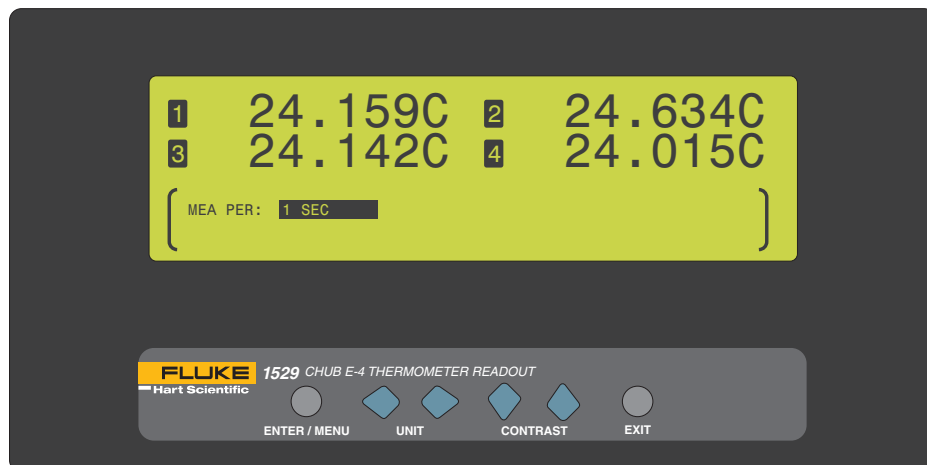 1 24.159C 2 24.634C
3 24.142C 4 24.015C
MEA PER: 1 SEC
FLUKE 1529 CHUB E-4 THERMOMETER READOUT
Hart Scientific
ENTER / MENU UNIT CONTRAST EXIT